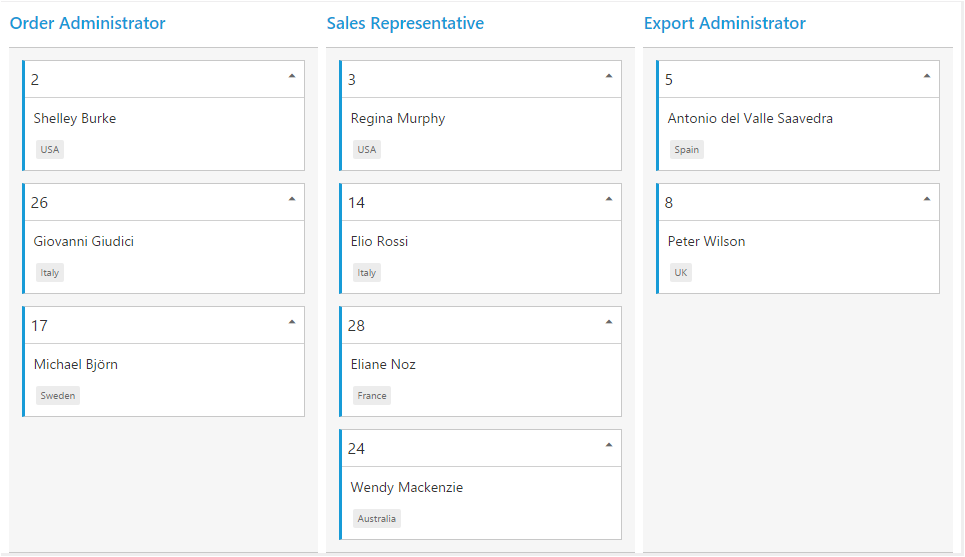 Order Administrator
2
Shelley Burke
USA
26
Giovanni Giudici
Italy
17
Michael Björn
Sweden
Sales Representative
3
Regina Murphy
USA
14
Elio Rossi
Italy
28
Eliane Noz
France
24
Wendy Mackenzie
Australia
Export Administrator
5
Antonio del Valle Saavedra
Spain
8
Peter Wilson
UK